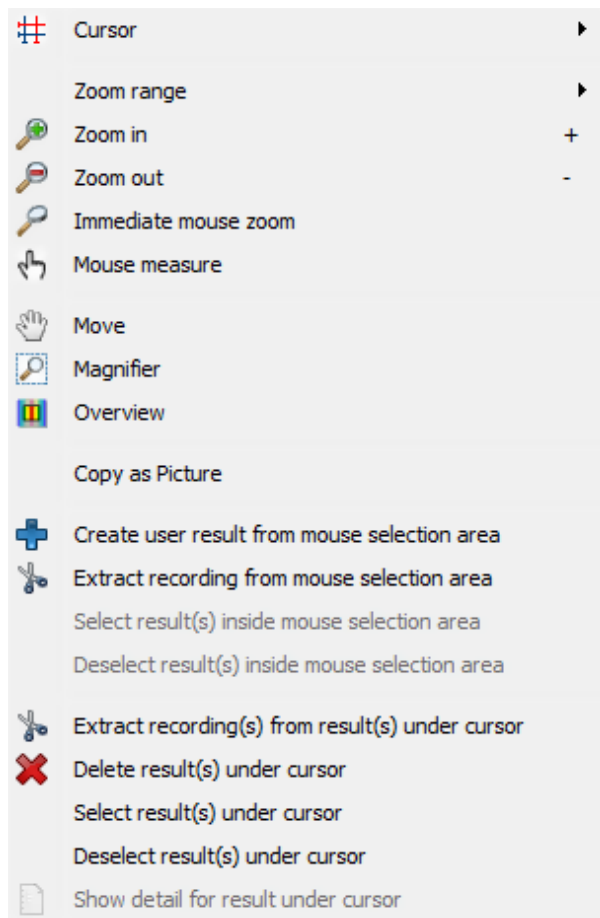 Cursor
Zoom range
Zoom in +
Zoom out -
Immediate mouse zoom
Mouse measure
Move
Magnifier
Overview
Copy as Picture
Create user result from mouse selection area
Extract recording from mouse selection area
Select result(s) inside mouse selection area
Deselect result(s) inside mouse selection area
Extract recording(s) from result(s) under cursor
Delete result(s) under cursor
Select result(s) under cursor
Deselect result(s) under cursor
Show detail for result under cursor